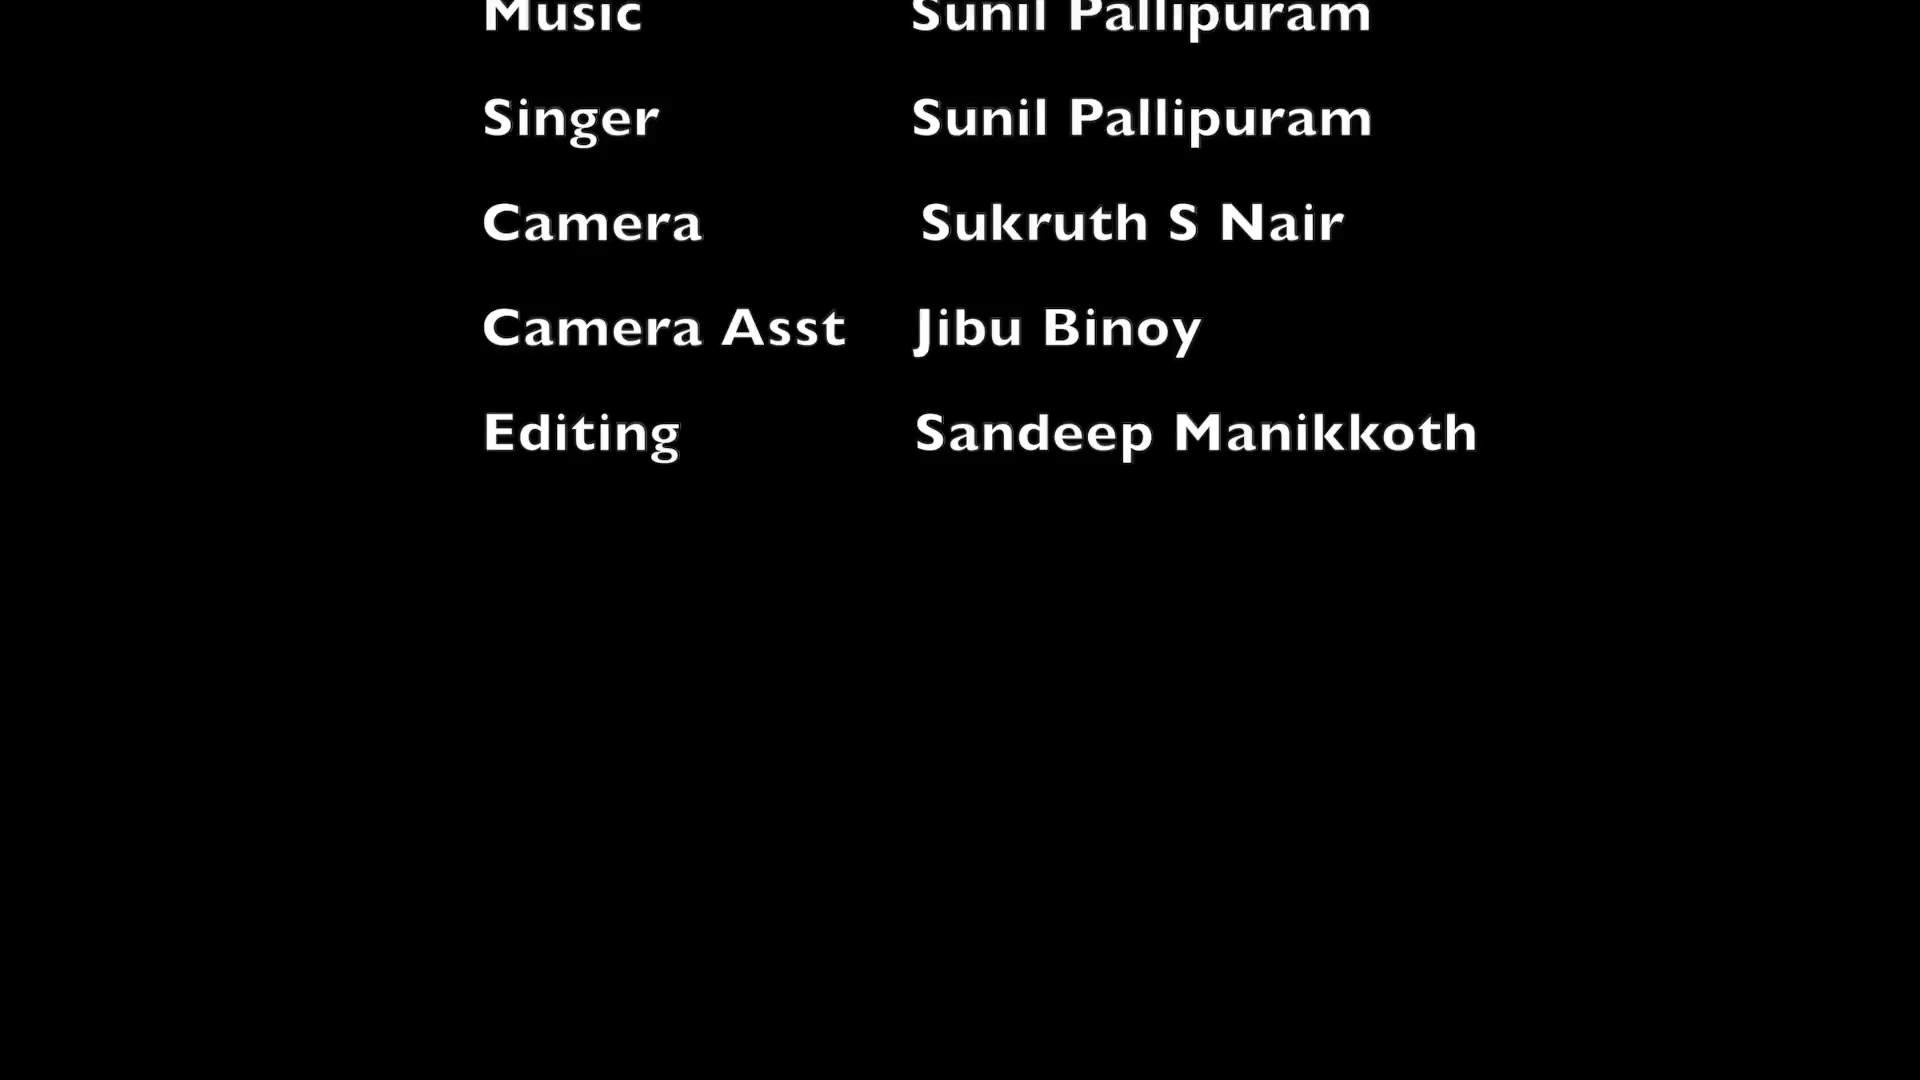 Music Sunil Pallipuram
Singer Sunil Pallipuram
Camera Sukruth S Nair
Camera Asst Jibu Binoy
Editing Sandeep Manikkoth